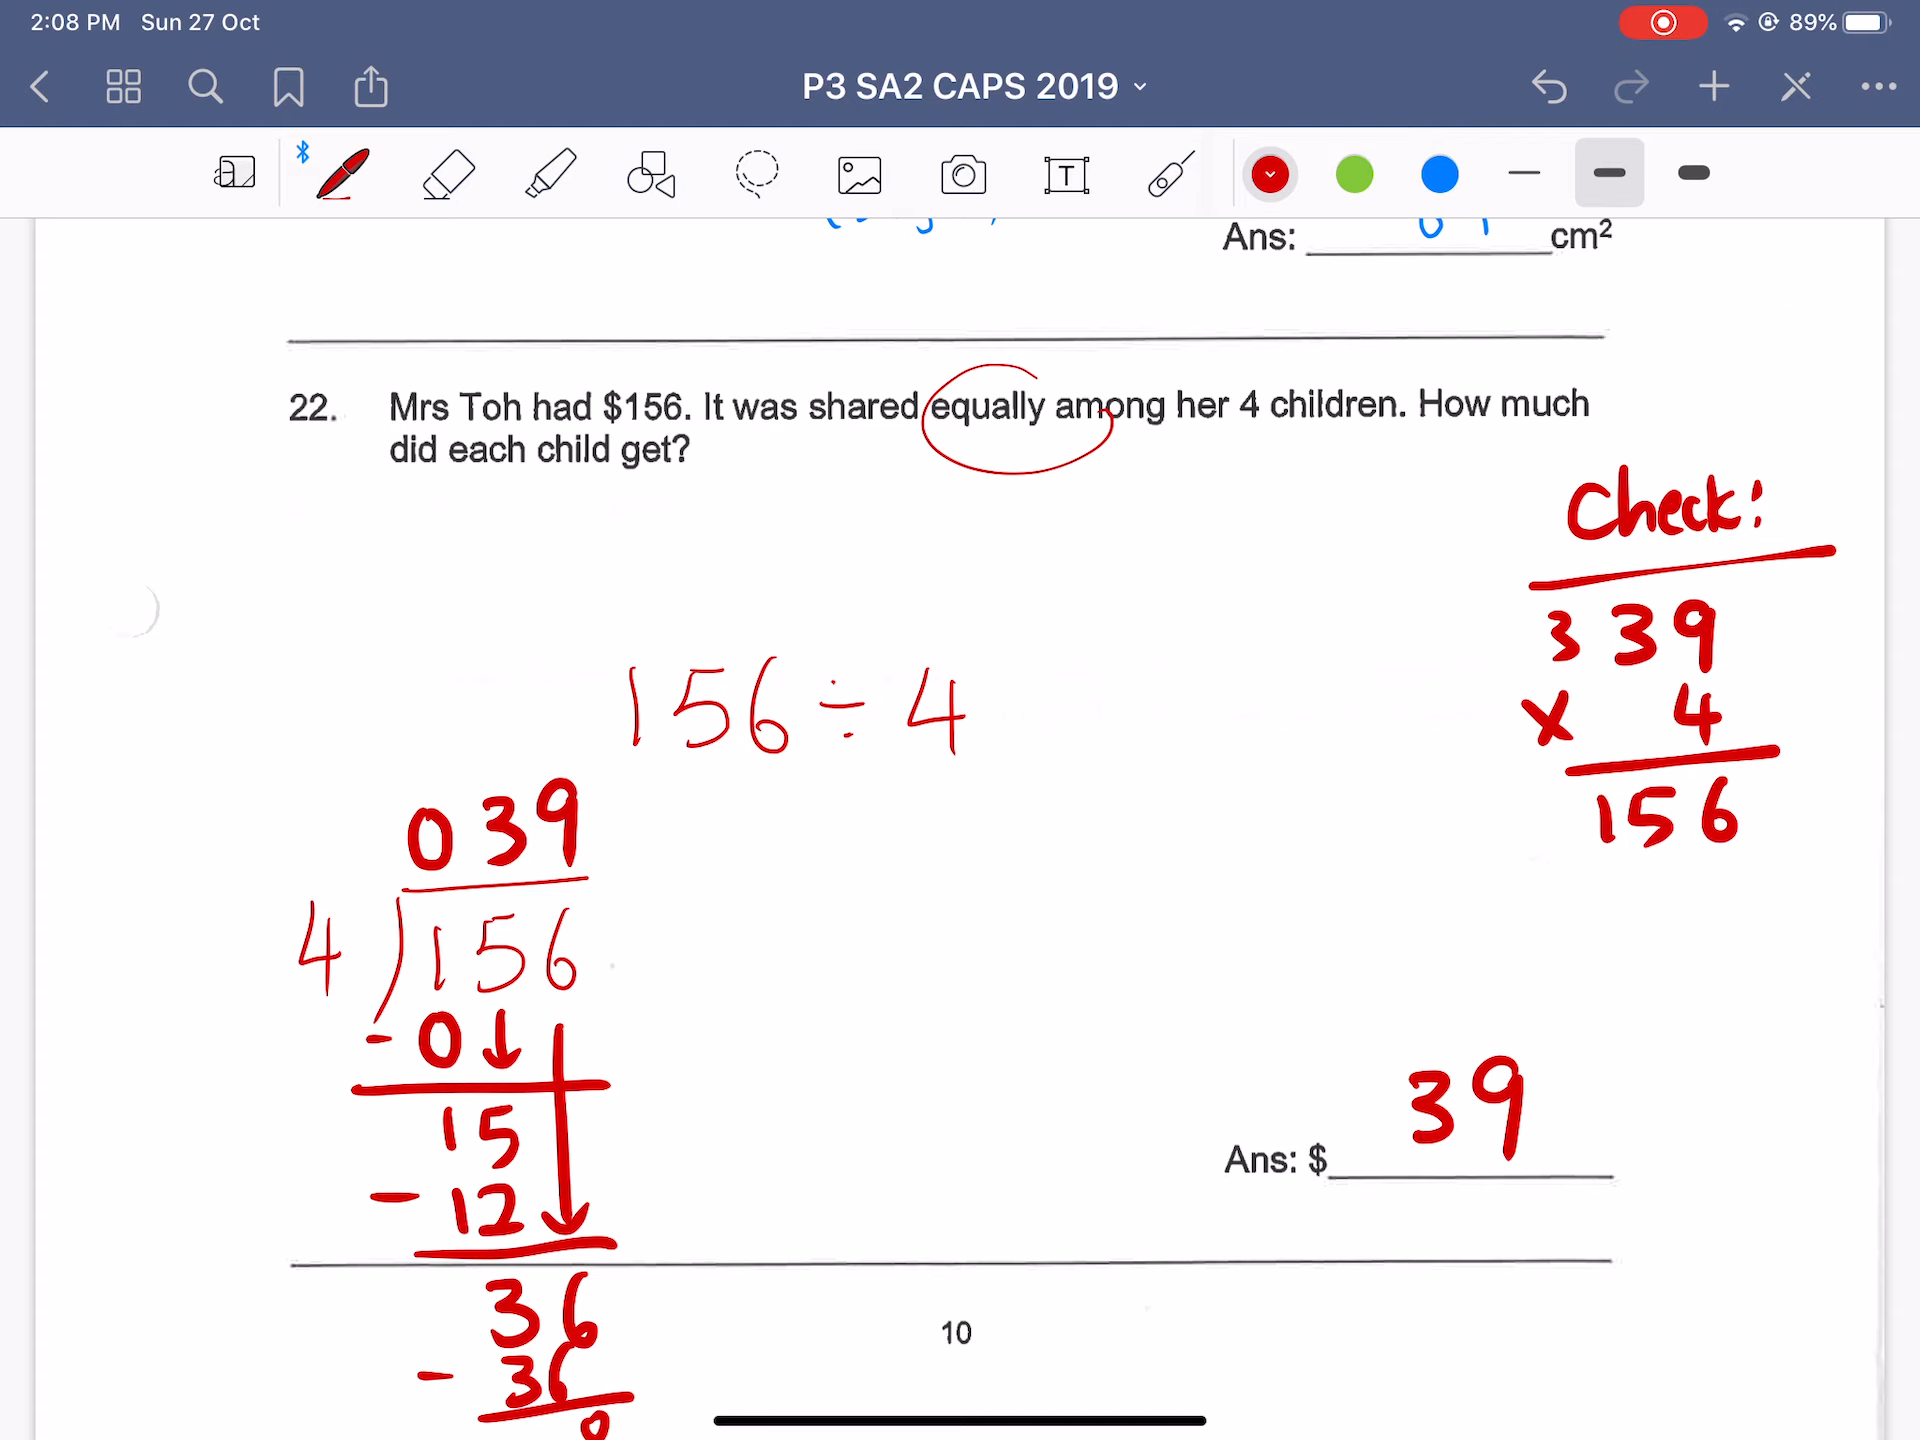 2:08 PM Sun 27 Oct 89%
P3 SA2 CAPS 2019
T
Ans: cm²
22. Mrs Toh had $156. It was shared equally among her 4 children. How much
did each child get?
Check:
3 39
x 4
156
156 ÷ 4
039
4 156
- 0
15
- 12
36
- 36
0
39
Ans: $
10